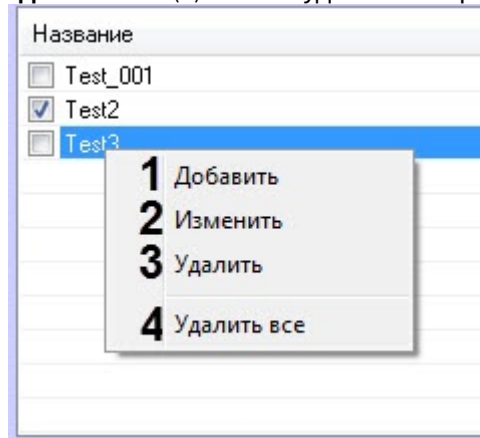 Название
Test_001
Test2
Test3
1 Добавить
2 Изменить
3 Удалить
4 Удалить все